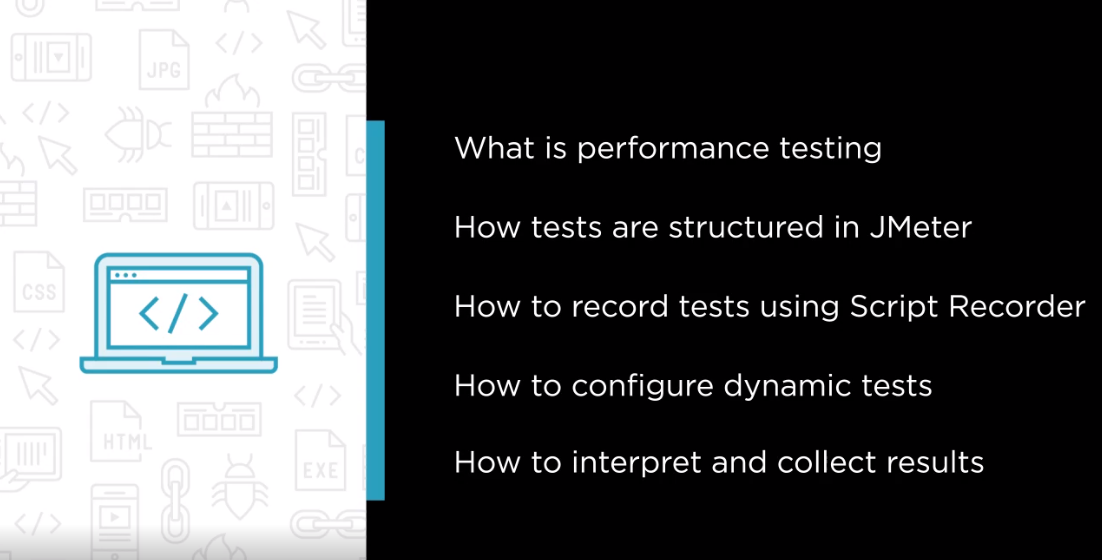 JPG
CSS
HTML
EXE
What is performance testing
How tests are structured in JMeter
How to record tests using Script Recorder
How to configure dynamic tests
How to interpret and collect results